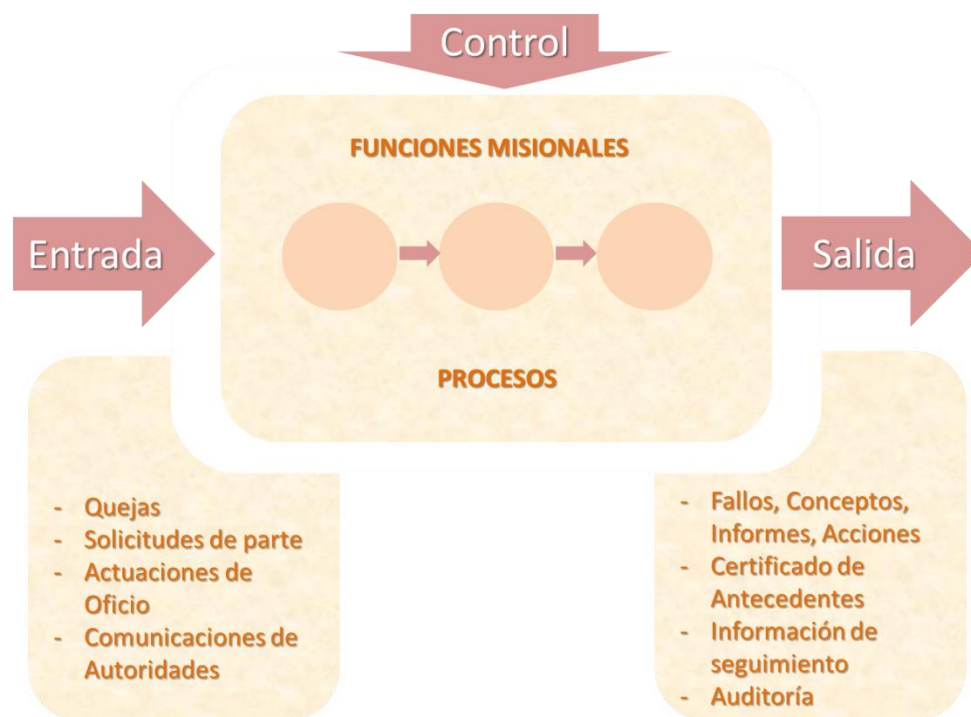 Control
FUNCIONES MISIONALES
Entrada
Salida
PROCESOS
- Quejas
- Solicitudes de parte
- Actuaciones de
Oficio
- Comunicaciones de
Autoridades
- Fallos, Conceptos,
Informes, Acciones
- Certificado de
Antecedentes
- Información de
seguimiento
- Auditoría